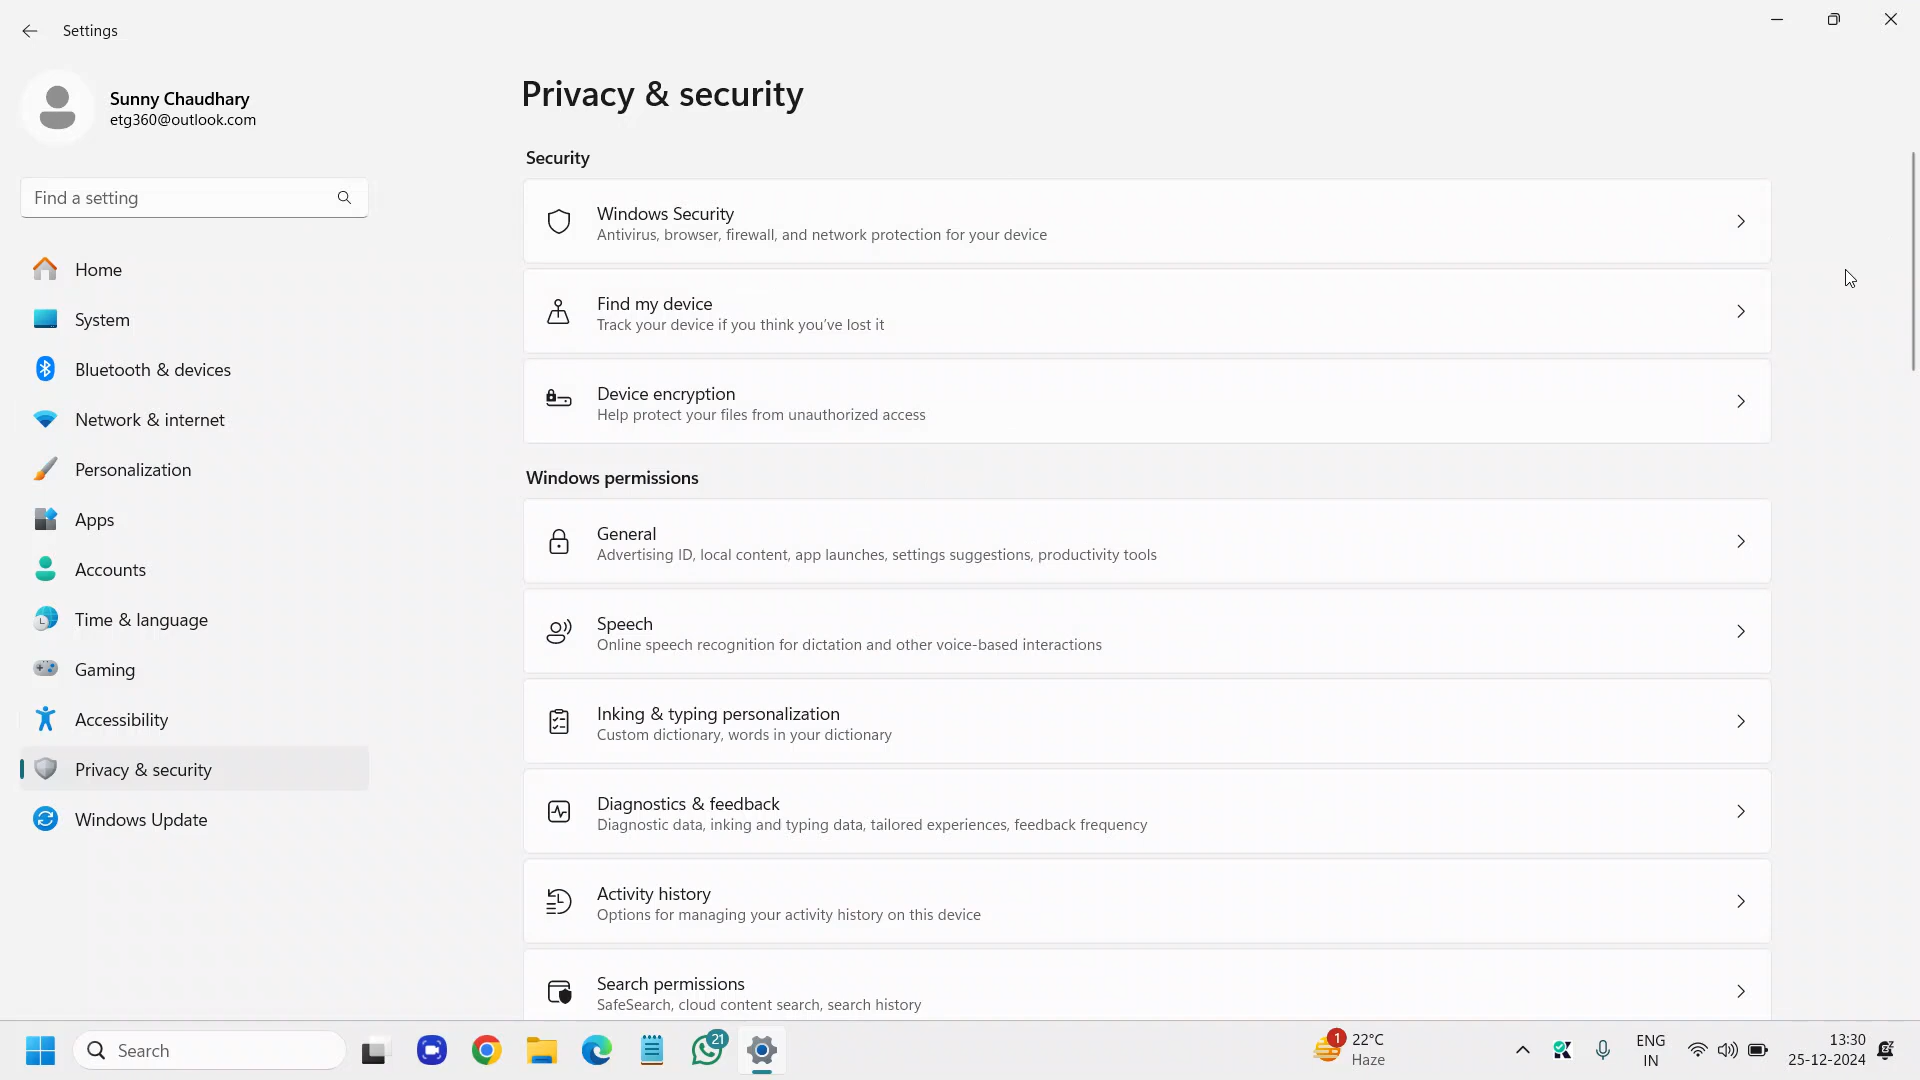 Settings
Sunny Chaudhary
etg360@outlook.com
Find a setting
Home
System
Bluetooth & devices
Network & internet
Personalization
Apps
Accounts
Time & language
Gaming
Accessibility
Privacy & security
Windows Update
Privacy & security
Security
Windows Security
Antivirus, browser, firewall, and network protection for your device
Find my device
Track your device if you think you’ve lost it
Device encryption
Help protect your files from unauthorized access
Windows permissions
General
Advertising ID, local content, app launches, settings suggestions, productivity tools
Speech
Online speech recognition for dictation and other voice-based interactions
Inking & typing personalization
Custom dictionary, words in your dictionary
Diagnostics & feedback
Diagnostic data, inking and typing data, tailored experiences, feedback frequency
Activity history
Options for managing your activity history on this device
Search permissions
SafeSearch, cloud content search, search history
Search
21
1
22°C
Haze
ENG
IN
13:30
25-12-2024